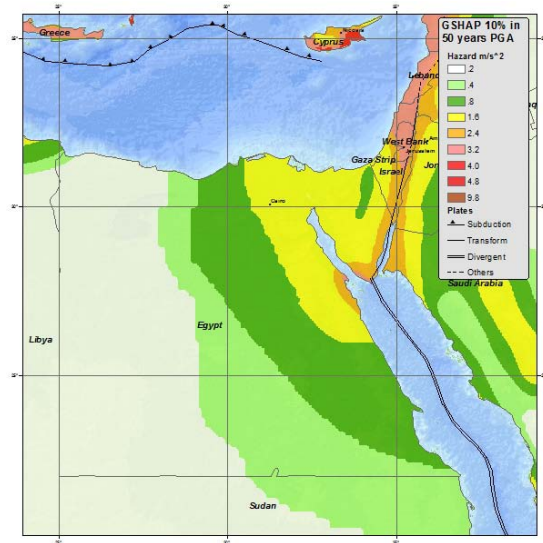 GSHAP 10% in
50 years PGA
Hazard m/s^2
.2
.4
.8
1.6
2.4
3.2
4.0
4.8
9.8
Plates
Subduction
Transform
Divergent
Others
Greece
Cyprus
West Bank
Gaza Strip
Israel
Cairo
Saudi Arabia
Egypt
Libya
Sudan